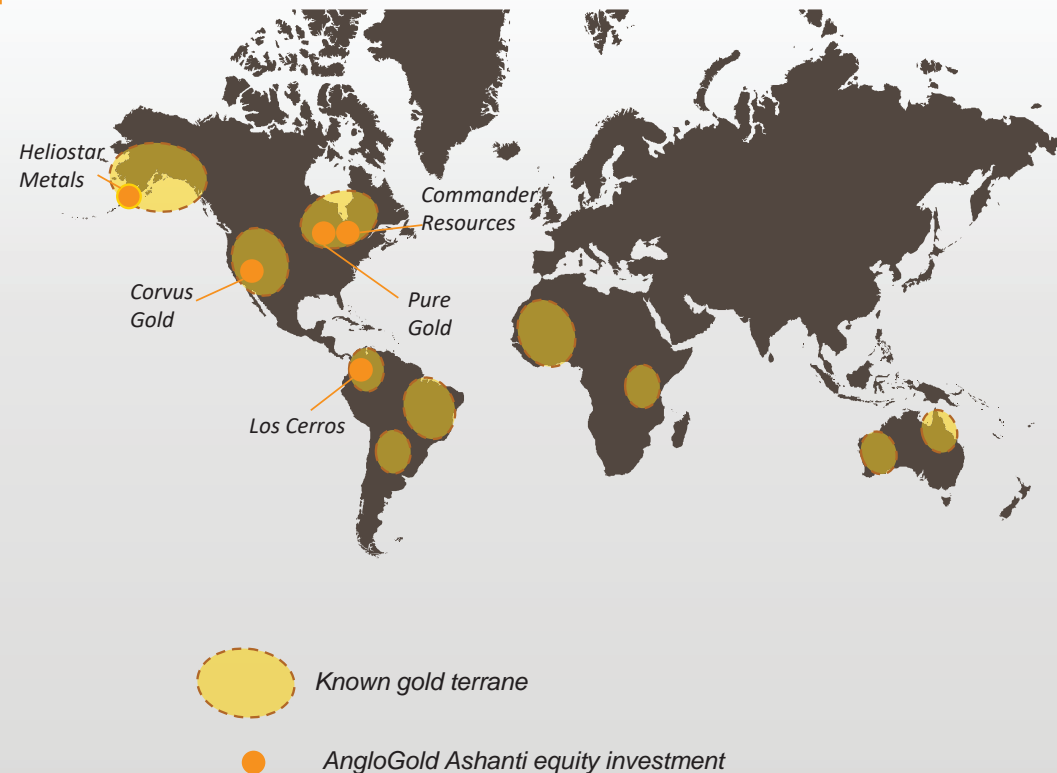 Heliostar
Metals
Commander
Resources
Corvus
Gold
Pure
Gold
Los Cerros
Known gold terrane
AngloGold Ashanti equity investment